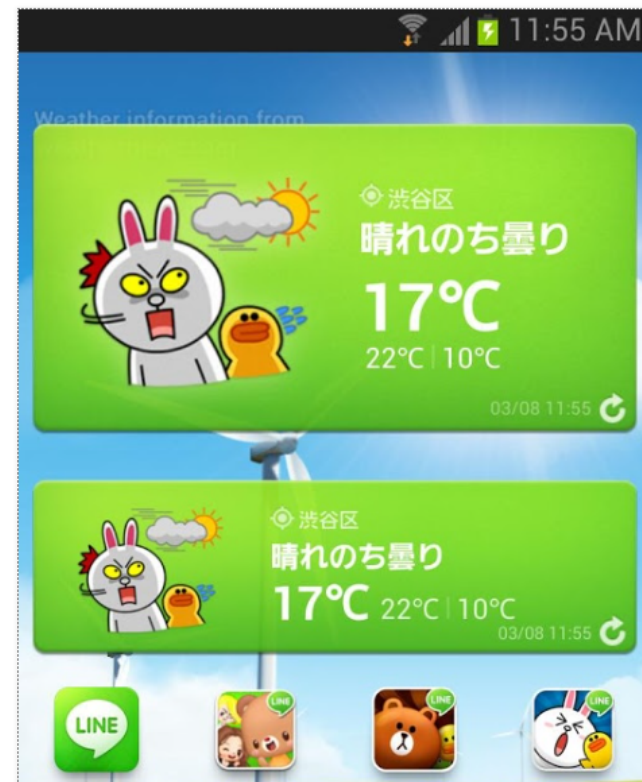 11:55 AM
Weather information from
渋谷区
晴れのち曇り
17℃
22℃ | 10℃
03/08 11:55
渋谷区
晴れのち曇り
17℃ 22℃ | 10℃
03/08 11:55
LINE
LINE
LINE
LINE